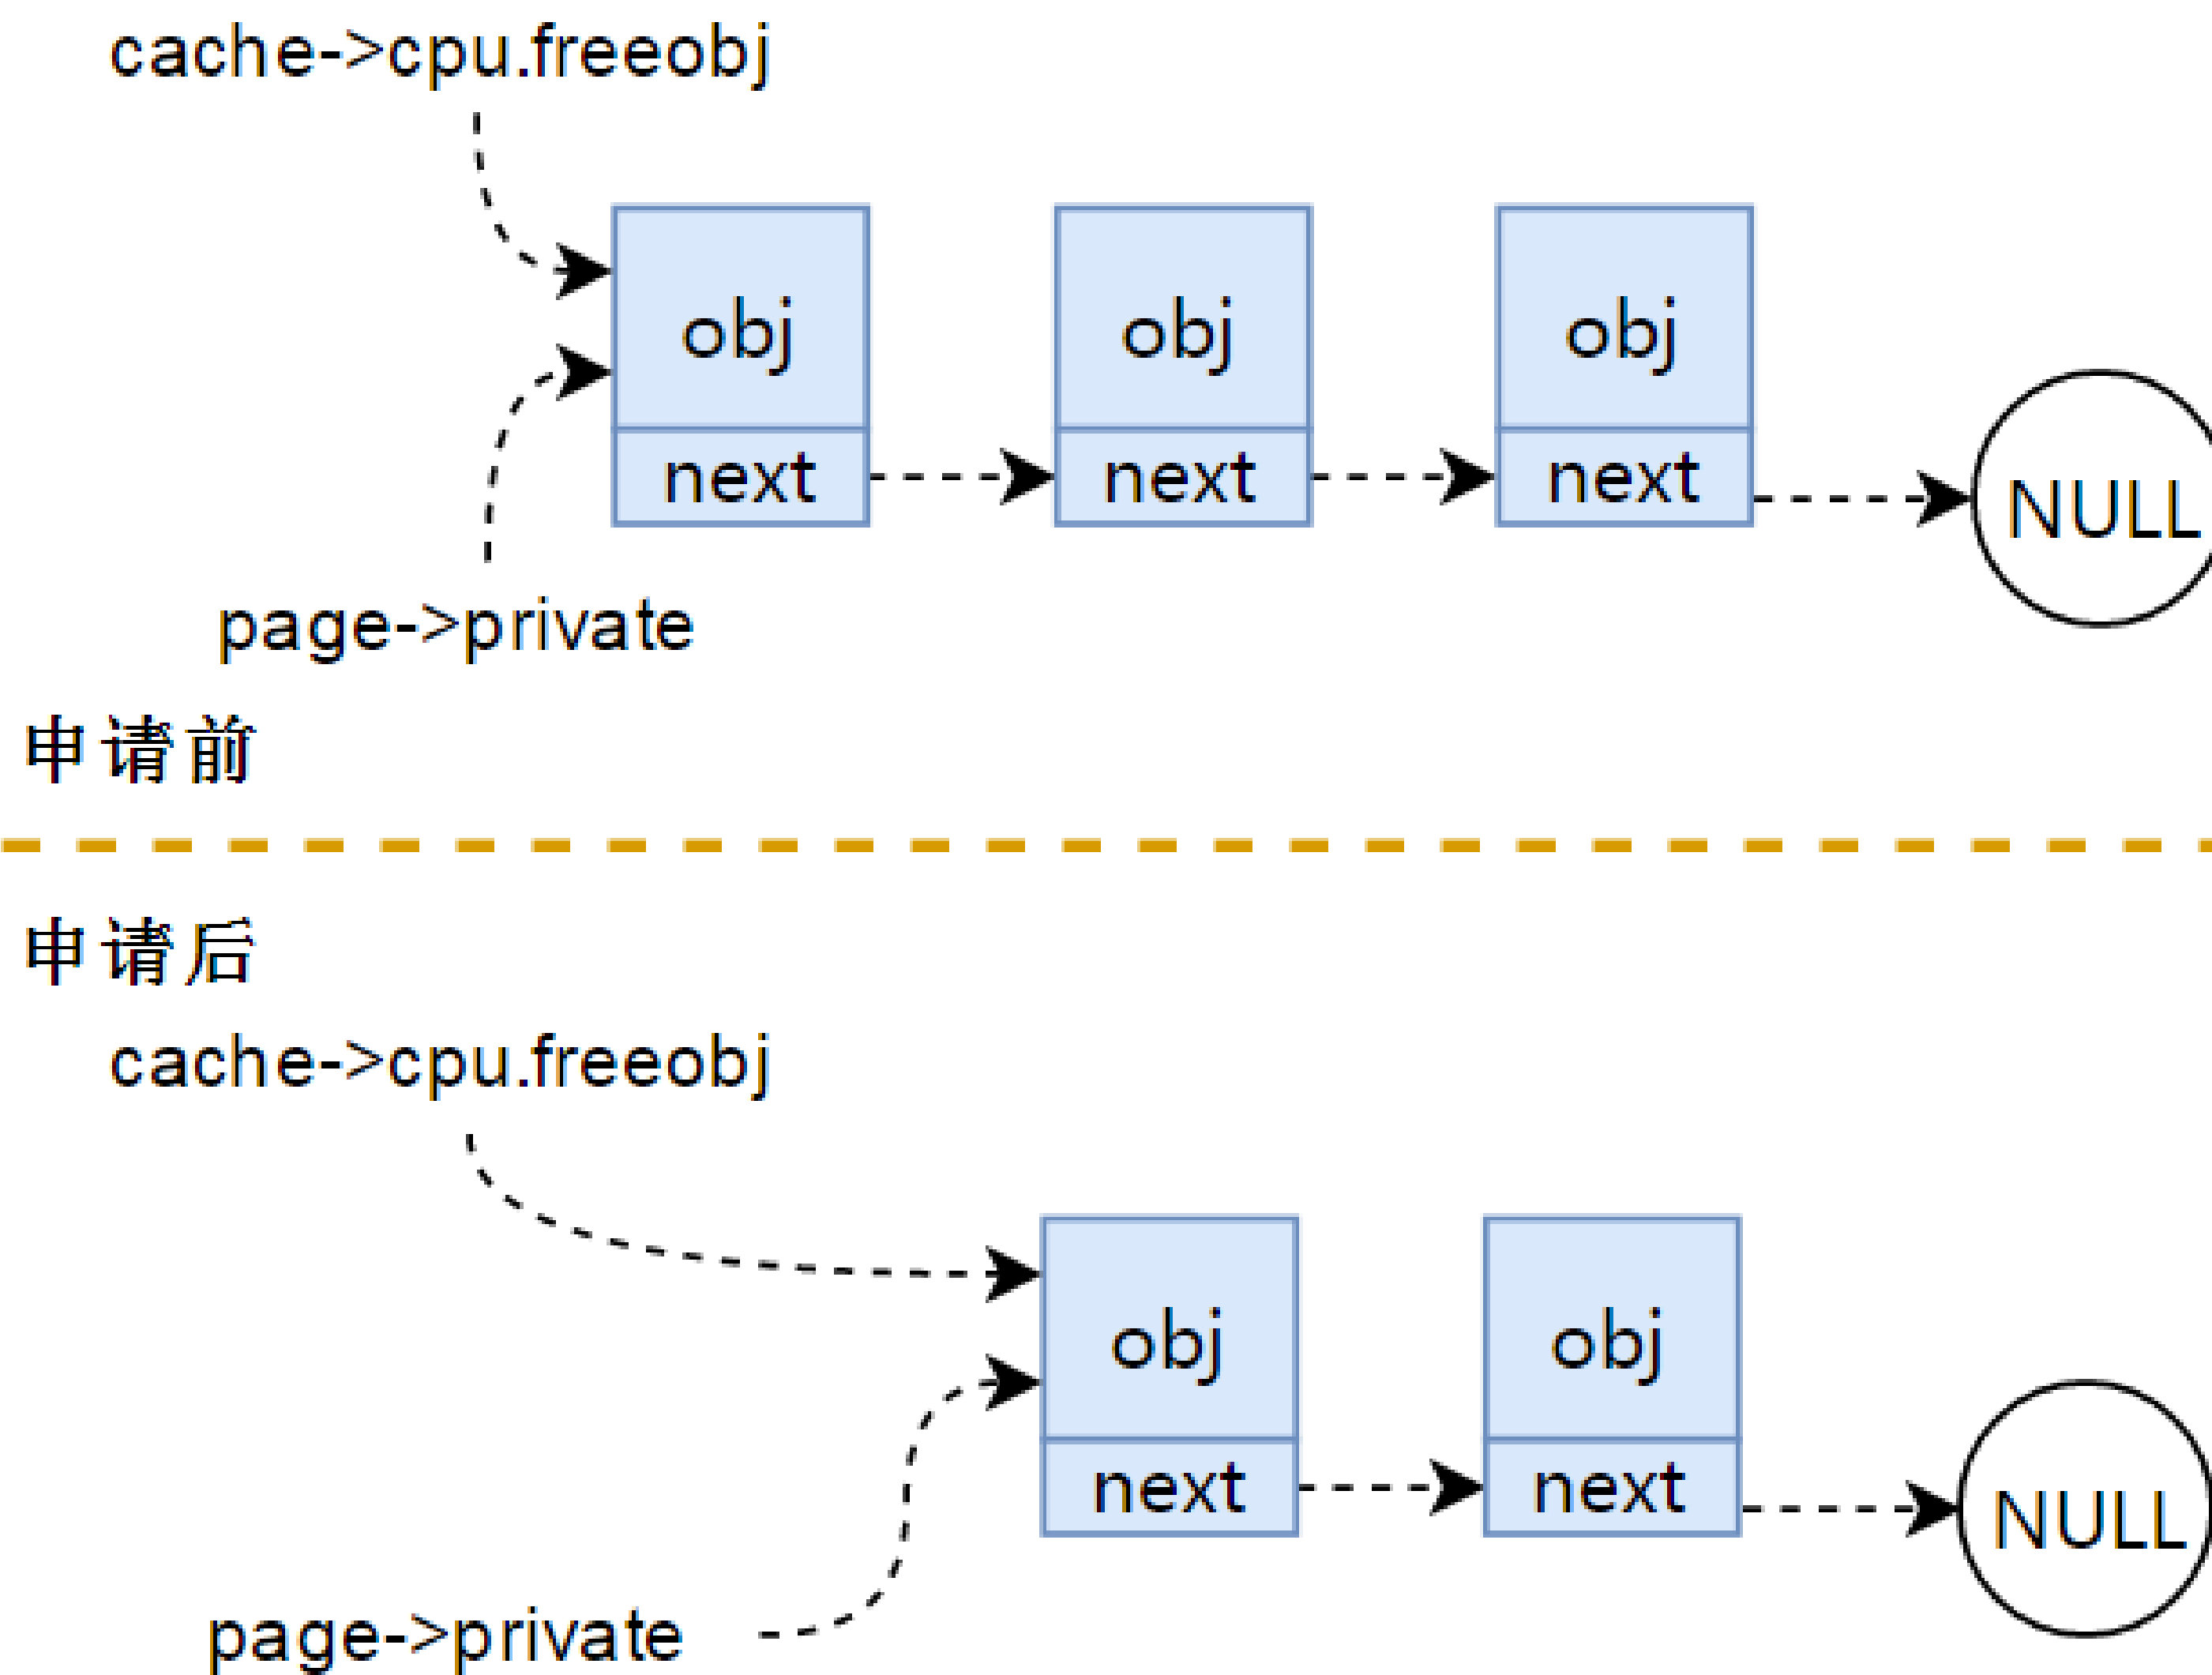 cache->cpu.freeobj
obj obj obj
next next next NULL
page->private
申请前
申请后
cache->cpu.freeobj
obj obj
next next NULL
page->private